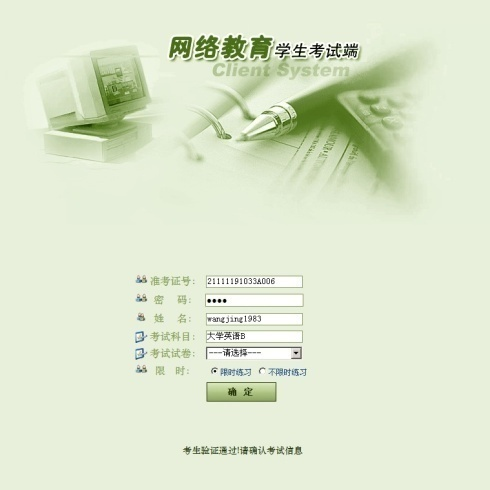 网络教育学生考试端
Client System
准考证号: 21111191033A006
密 码: ●●●●
姓 名: wangjing1983
考试科目: 大学英语B
考试试卷: ---请选择---
限 时: 限时练习 不限时练习
确 定
考生验证通过!请确认考试信息